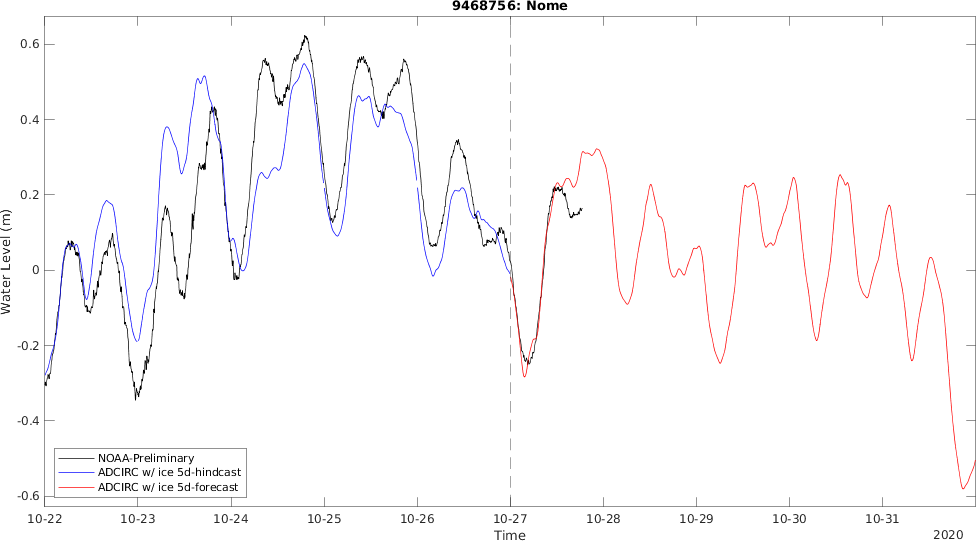 9468756: Nome
Water Level (m)
0.6
0.4
0.2
0
-0.2
-0.4
-0.6
NOAA-Preliminary
ADCIRC w/ ice 5d-hindcast
ADCIRC w/ ice 5d-forecast
10-22 10-23 10-24 10-25 10-26 10-27 10-28 10-29 10-30 10-31
Time
2020